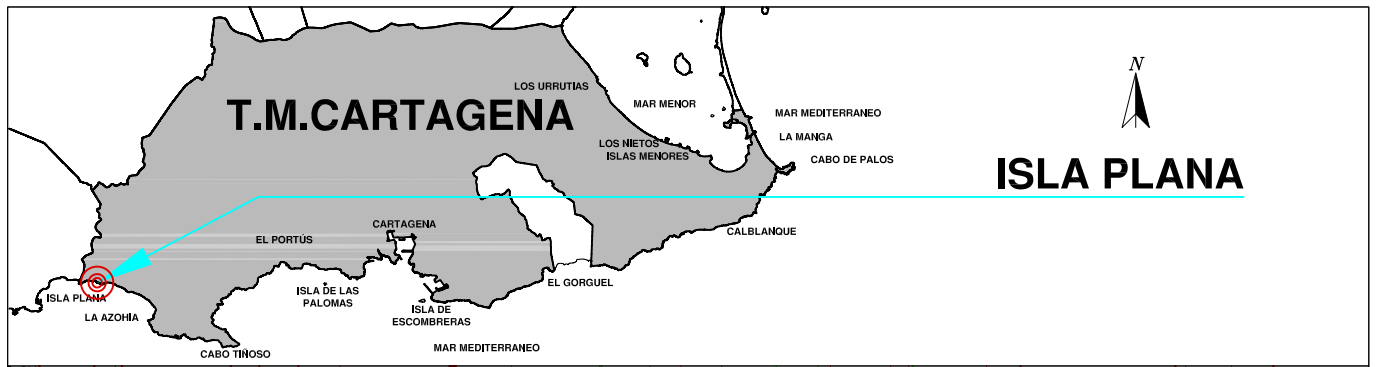 N
LOS URRUTIAS
MAR MENOR
T.M.CARTAGENA
MAR MEDITERRANEO
LA MANGA
LOS NIETOS
ISLAS MENORES
CABO DE PALOS
ISLA PLANA
CARTAGENA
EL PORTÚS
CALBLANQUE
EL GORGUEL
ISLA PLANA
ISLA DE LAS
PALOMAS
LA AZOHIA
ISLA DE
ESCOMBRERAS
CABO TIÑOSO
MAR MEDITERRANEO